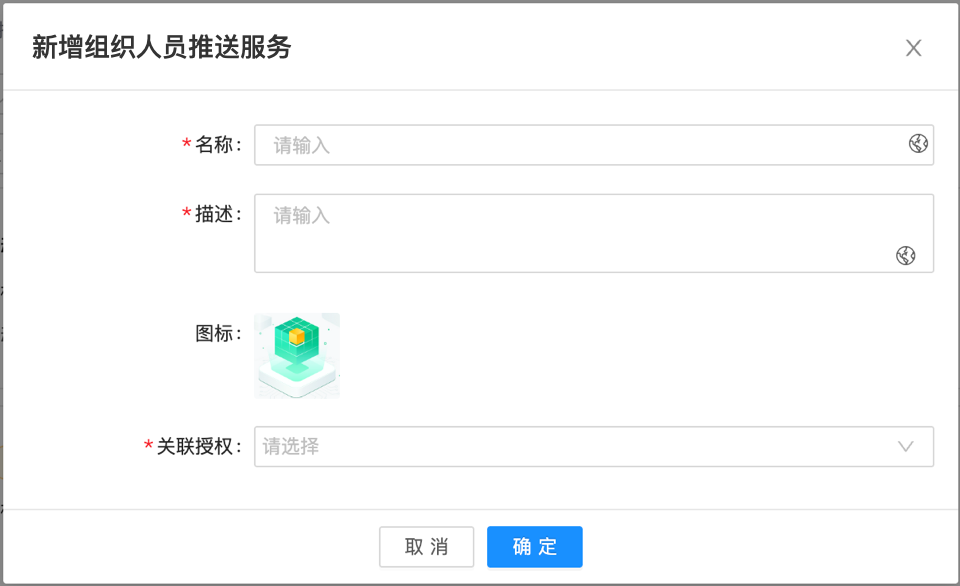 新增组织人员推送服务
*名称: 请输入
*描述: 请输入
图标:
*关联授权: 请选择
取 消 确 定